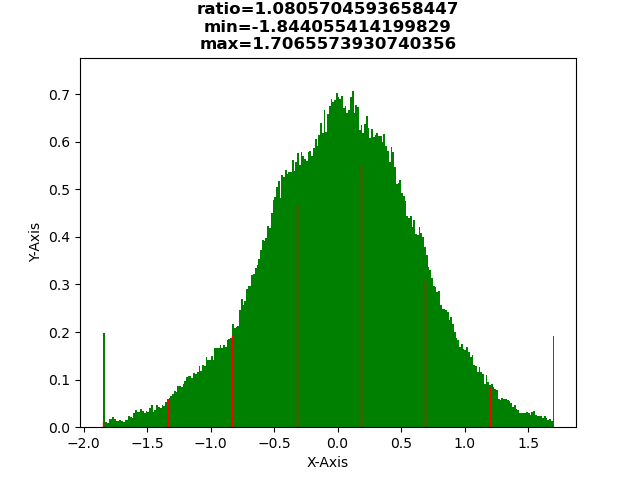 ratio=1.0805704593658447
min=-1.844055414199829
max=1.7065573930740356
0.7
0.6
0.5
0.4
0.3
0.2
0.1
0.0
Y-Axis
−2.0 −1.5 −1.0 −0.5 0.0 0.5 1.0 1.5
X-Axis